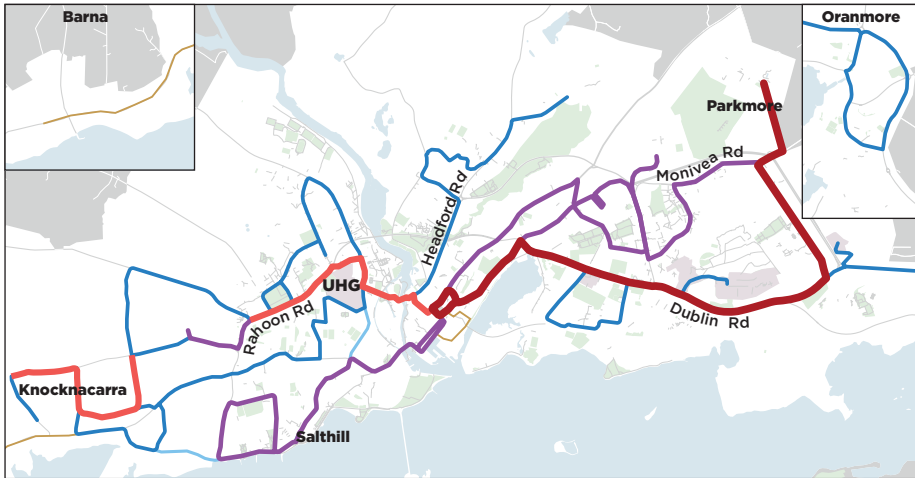 Barna
Oranmore
Parkmore
Monivea Rd
Headford Rd
UHG
Rahoon Rd
Dublin Rd
Knocknacarra
Salthill